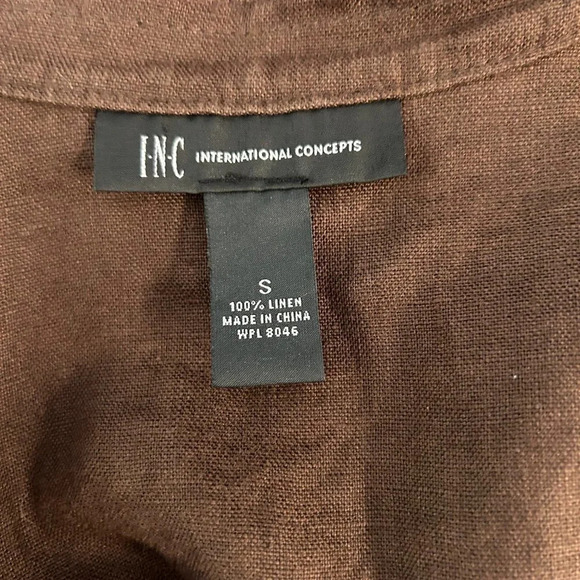 I·N·C INTERNATIONAL CONCEPTS
S
100% LINEN
MADE IN CHINA
WPL 8046